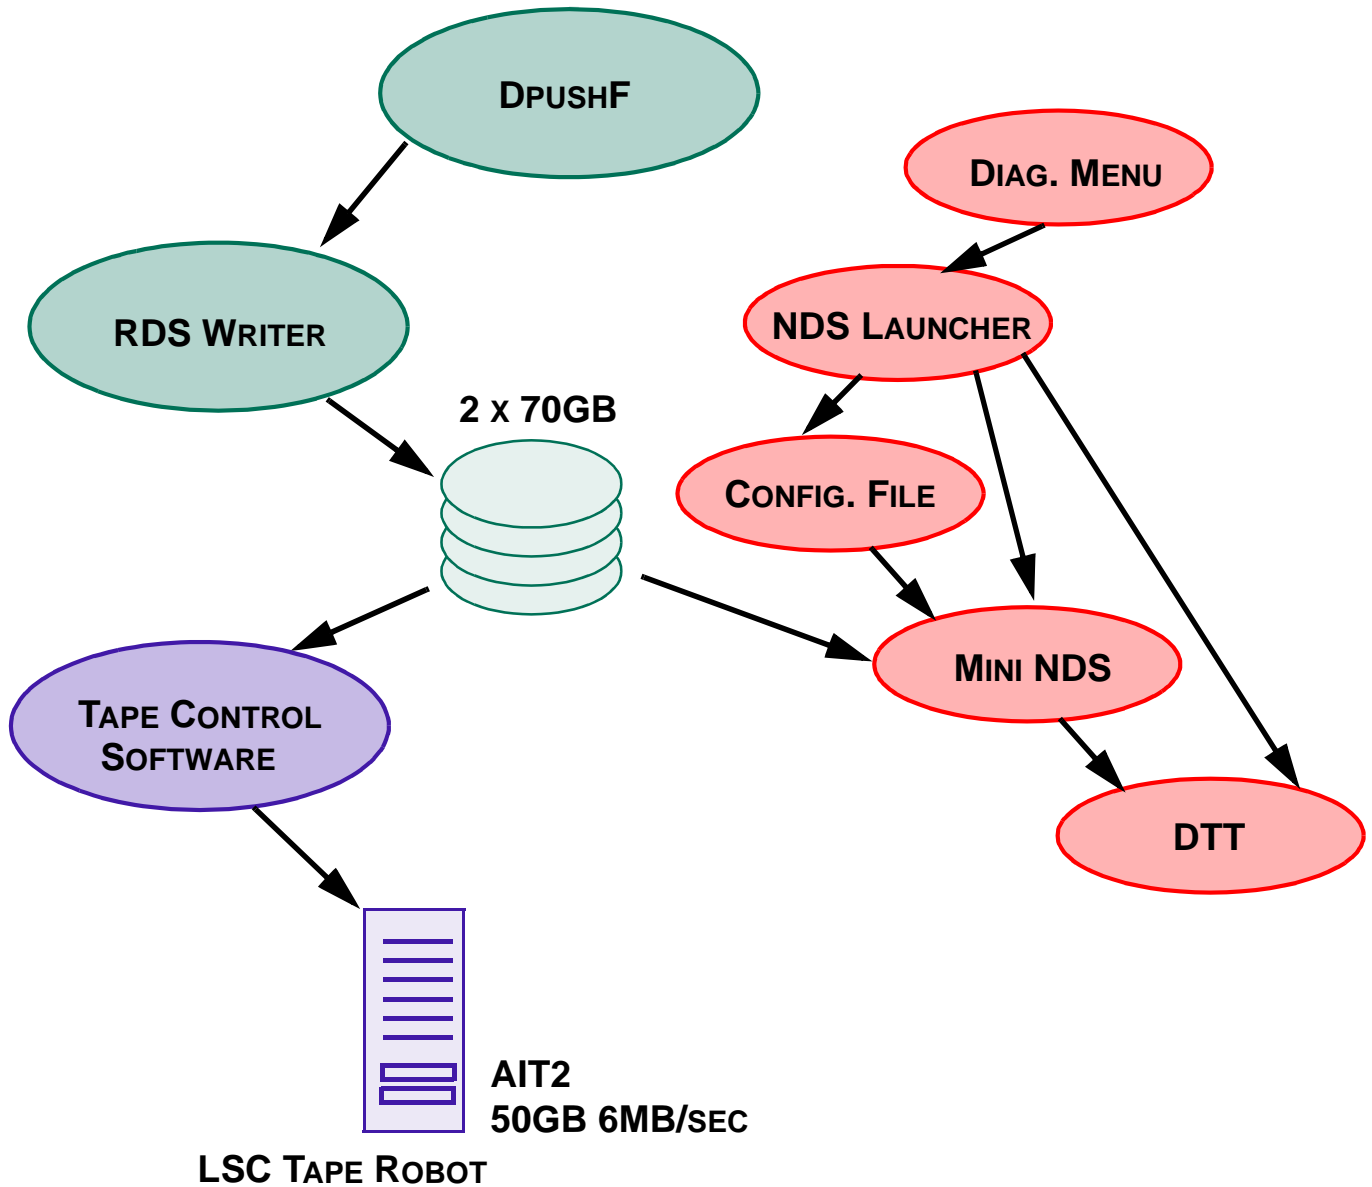 DPUSHF
DIAG. MENU
RDS WRITER
NDS LAUNCHER
2 X 70GB
CONFIG. FILE
MINI NDS
TAPE CONTROL
SOFTWARE
DTT
AIT2
50GB 6MB/SEC
LSC TAPE ROBOT